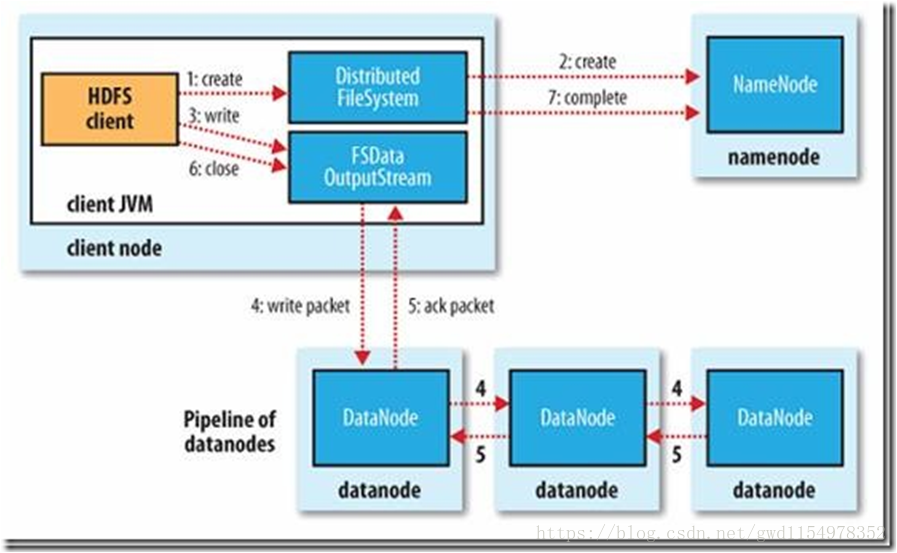 HDFS
client
1: create
3: write
6: close
Distributed
FileSystem
FSData
OutputStream
client JVM
client node
2: create
7: complete
NameNode
namenode
4: write packet
5: ack packet
Pipeline of
datanodes
DataNode
datanode
4
5
DataNode
datanode
4
5
DataNode
datanode
https://blog.csdn.net/gwd1154978352